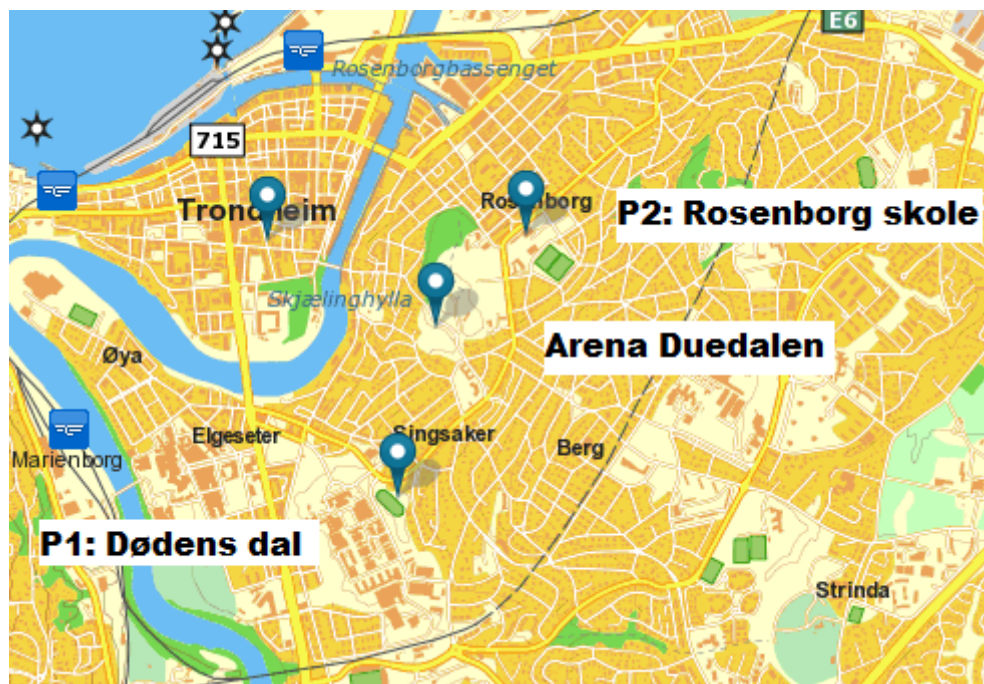 E6
Rosenborgbassenget
715
Trondheim
Rosenborg
P2: Rosenborg skole
Skjælinghylla
Arena Duedalen
Øya
Elgeseter
Singsaker
Berg
Marienborg
P1: Dødens dal
Strinda